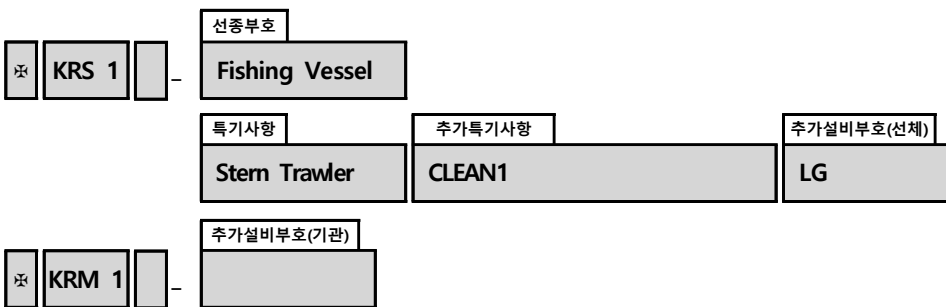 선종부호
✠ KRS 1 – Fishing Vessel
특기사항 추가특기사항 추가설비부호(선체)
Stern Trawler CLEAN1 LG
추가설비부호(기관)
✠ KRM 1 –